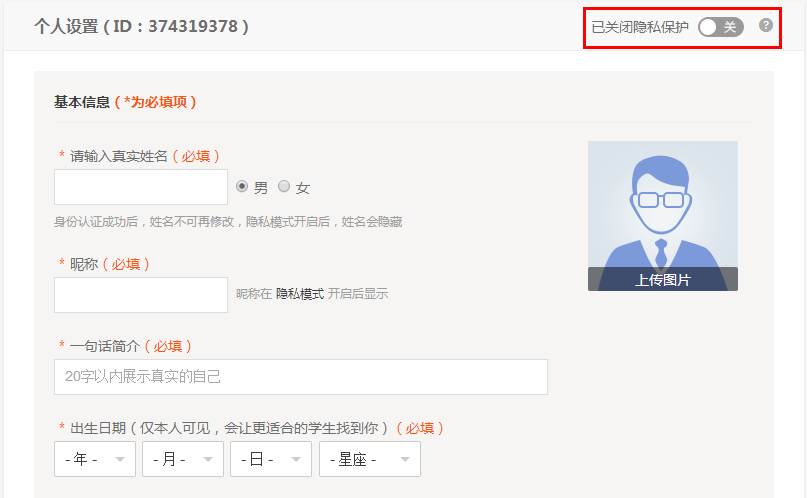 个人设置（ID：374319378）
已关闭隐私保护 关 ?
基本信息（*为必填项）
* 请输入真实姓名（必填）
男 女
身份认证成功后，姓名不可再修改，隐私模式开启后，姓名会隐藏
上传图片
* 昵称（必填）
昵称在 隐私模式 开启后显示
* 一句话简介（必填）
20字以内展示真实的自己
* 出生日期（仅本人可见，会让更适合的学生找到你）（必填）
- 年 - - 月 - - 日 - - 星座 -